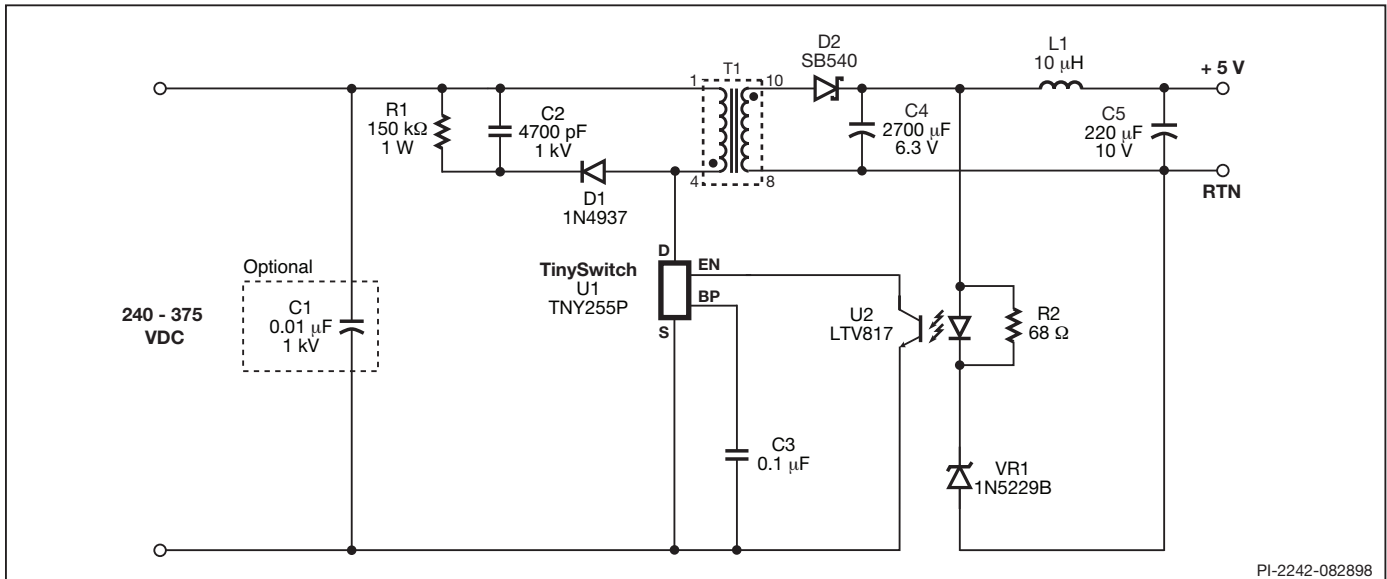 D2
SB540
L1
10 µH
+ 5 V
T1
1
10
R1
150 kΩ
1 W
C2
4700 pF
1 kV
C4
2700 µF
6.3 V
C5
220 µF
10 V
4
8
D1
1N4937
RTN
D
EN
BP
S
TinySwitch
U1
TNY255P
Optional
C1
0.01 µF
1 kV
240 - 375
VDC
U2
LTV817
R2
68 Ω
C3
0.1 µF
VR1
1N5229B
PI-2242-082898